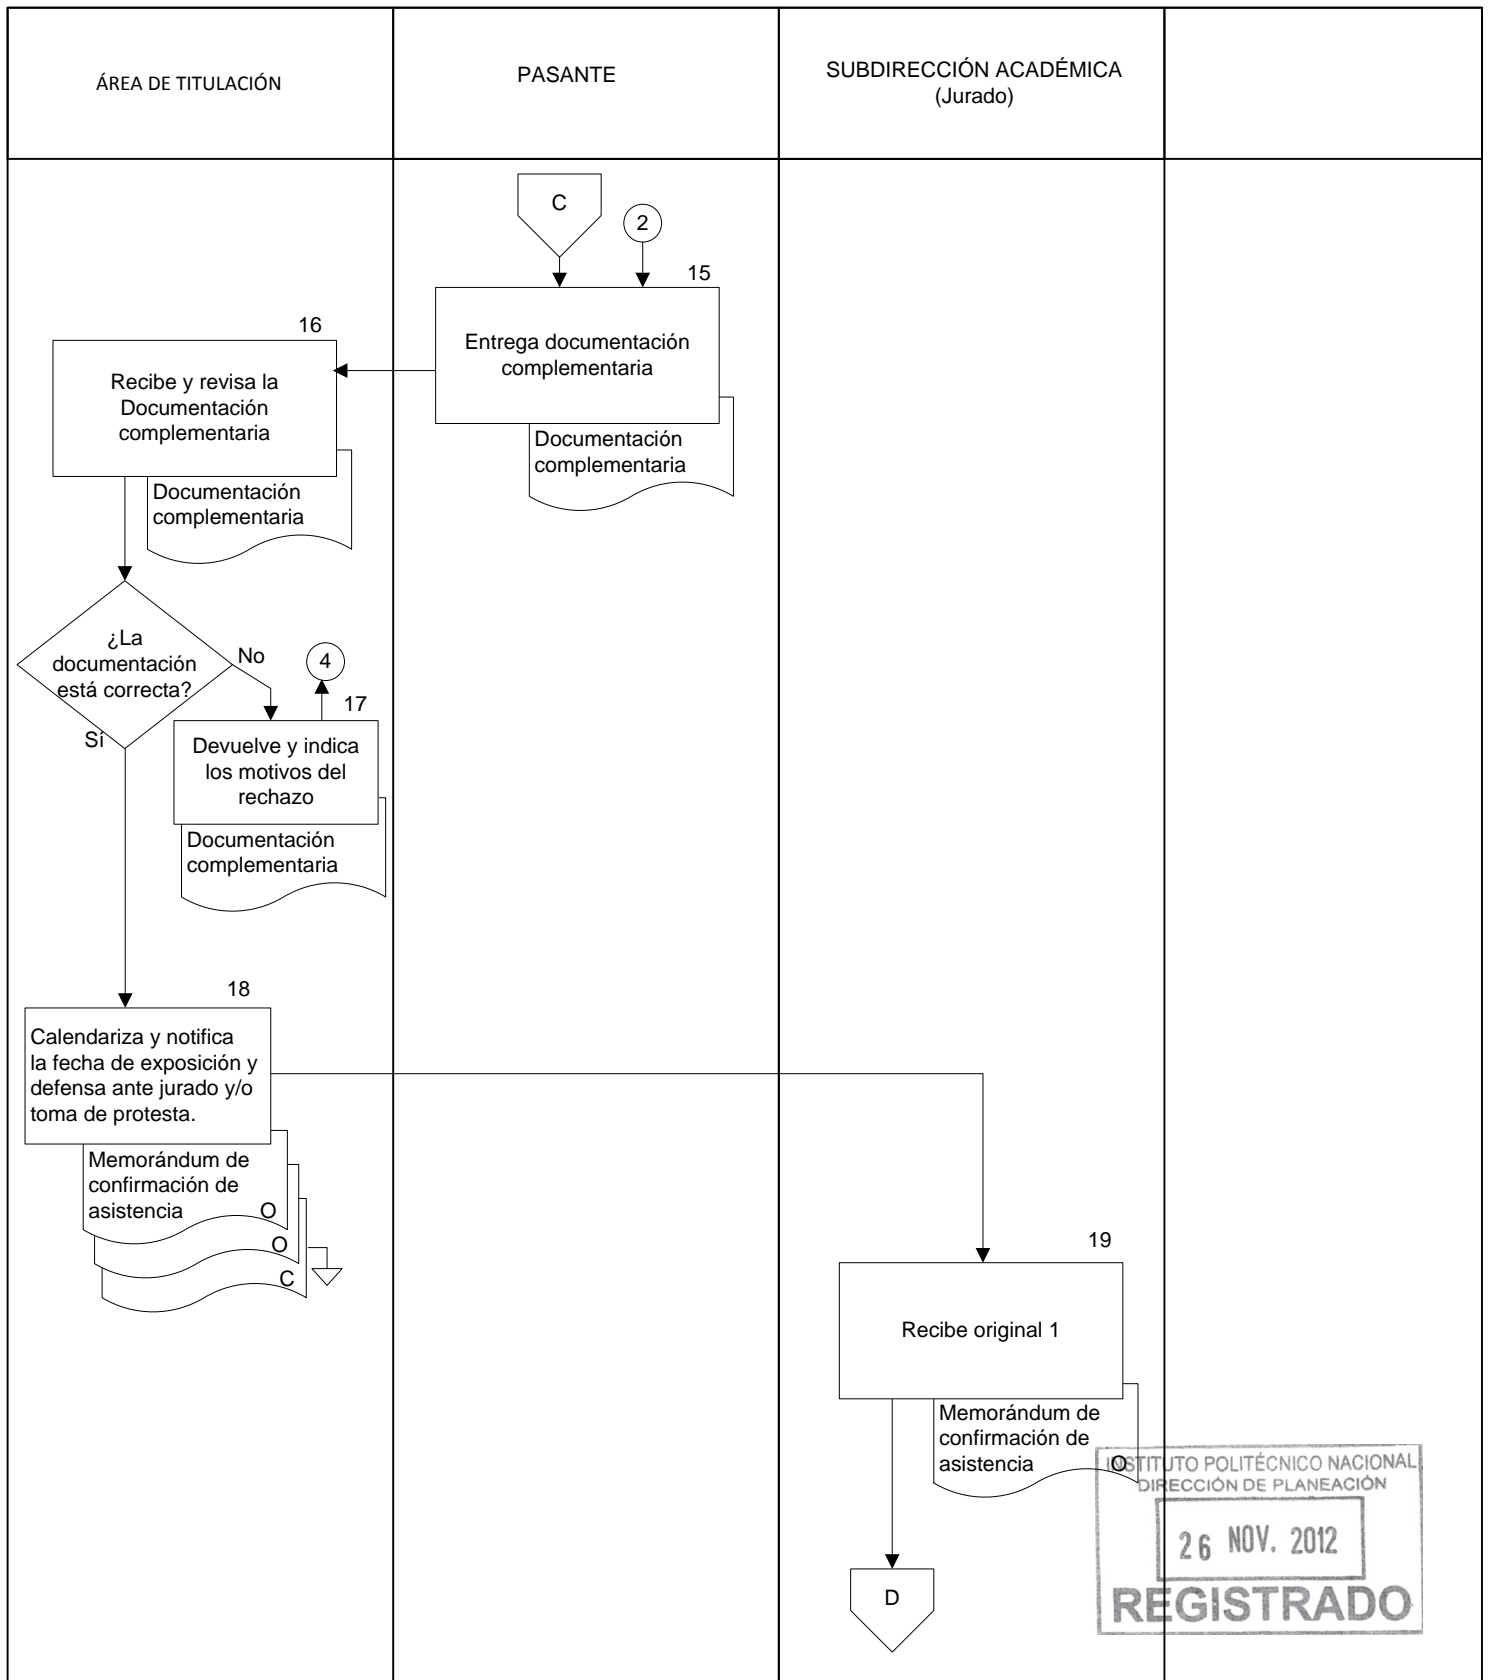 ÁREA DE TITULACIÓN
PASANTE
SUBDIRECCIÓN ACADÉMICA
(Jurado)
C
2
15
Entrega documentación
complementaria
Documentación
complementaria
16
Recibe y revisa la
Documentación
complementaria
Documentación
complementaria
¿La
documentación
está correcta?
No
Sí
4
17
Devuelve y indica
los motivos del
rechazo
Documentación
complementaria
18
Calendariza y notifica
la fecha de exposición y
defensa ante jurado y/o
toma de protesta.
Memorándum de
confirmación de
asistencia
O
O
C
19
Recibe original 1
Memorándum de
confirmación de
asistencia
O
D
INSTITUTO POLITÉCNICO NACIONAL
DIRECCIÓN DE PLANEACIÓN
26 NOV. 2012
REGISTRADO